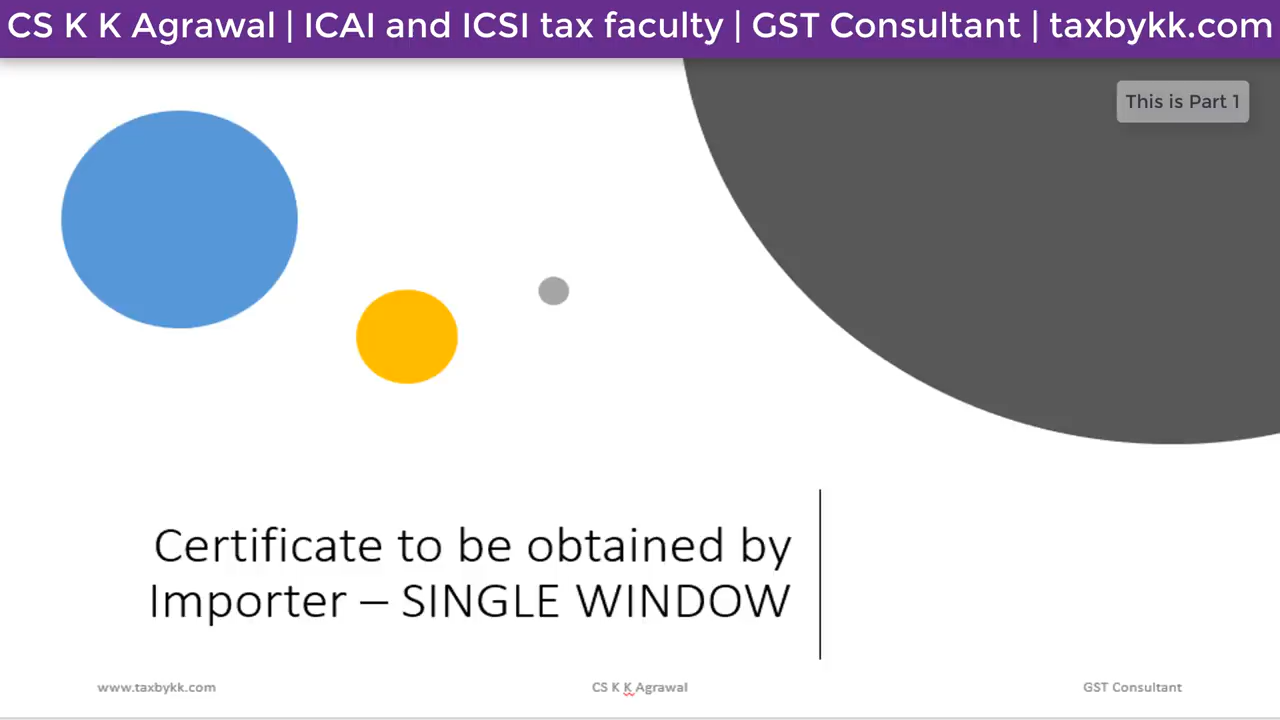 CS K K Agrawal | ICAI and ICSI tax faculty | GST Consultant | taxbykk.com
This is Part 1
Certificate to be obtained by
Importer – SINGLE WINDOW
www.taxbykk.com
CS K K Agrawal
GST Consultant